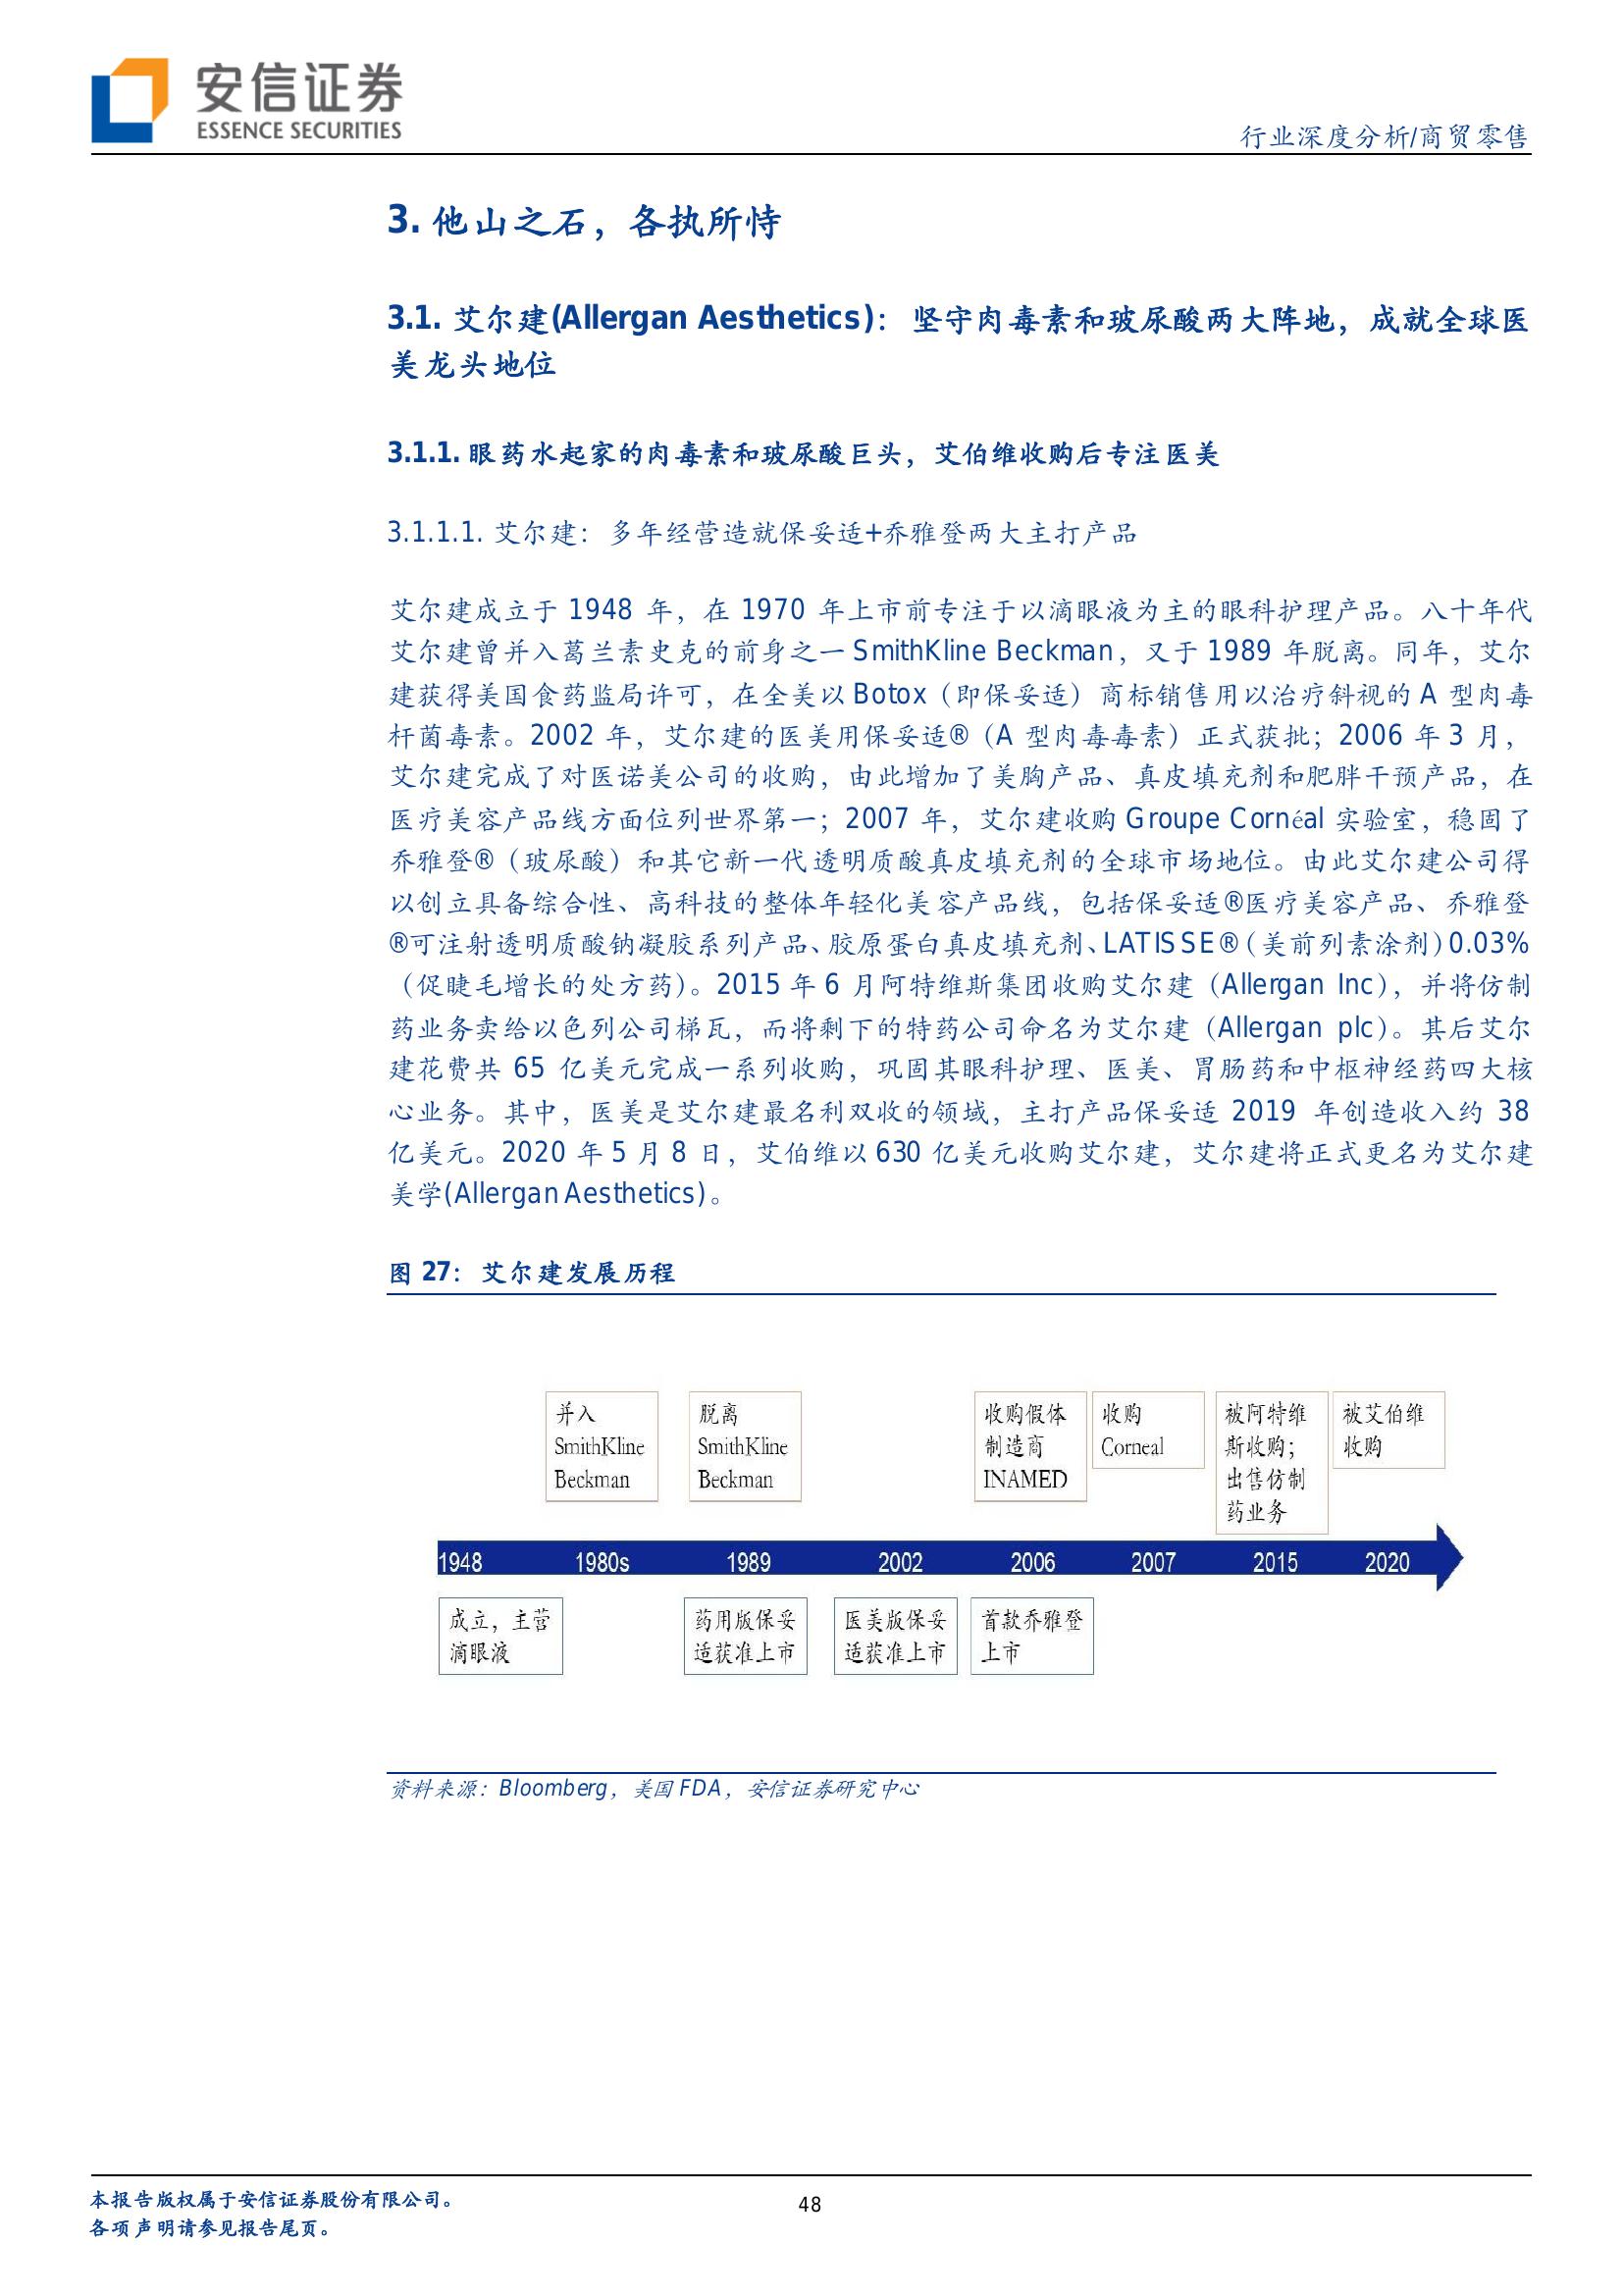 安信证券
ESSENCE SECURITIES
行业深度分析/商贸零售
3. 他山之石，各执所恃
3.1. 艾尔建(Allergan Aesthetics)： 坚守肉毒素和玻尿酸两大阵地，成就全球医
美龙头地位
3.1.1. 眼药水起家的肉毒素和玻尿酸巨头，艾伯维收购后专注医美
3.1.1.1. 艾尔建：多年经营造就保妥适+乔雅登两大主打产品
艾尔建成立于 1948 年，在 1970 年上市前专注于以滴眼液为主的眼科护理产品。八十年代
艾尔建曾并入葛兰素史克的前身之一 SmithKline Beckman，又于 1989 年脱离。同年，艾尔
建获得美国食药监局许可，在全美以 Botox（即保妥适）商标销售用以治疗斜视的 A 型肉毒
杆菌毒素。2002 年，艾尔建的医美用保妥适®（A 型肉毒毒素）正式获批；2006 年 3 月，
艾尔建完成了对医诺美公司的收购，由此增加了美胸产品、真皮填充剂和肥胖干预产品，在
医疗美容产品线方面位列世界第一；2007 年，艾尔建收购 Groupe Cornéal 实验室，稳固了
乔雅登®（玻尿酸）和其它新一代透明质酸真皮填充剂的全球市场地位。由此艾尔建公司得
以创立具备综合性、高科技的整体年轻化美容产品线，包括保妥适®医疗美容产品、乔雅登
®可注射透明质酸钠凝胶系列产品、胶原蛋白真皮填充剂、LATISSE®（美前列素涂剂）0.03%
（促睫毛增长的处方药）。2015 年 6 月阿特维斯集团收购艾尔建（Allergan Inc），并将仿制
药业务卖给以色列公司梯瓦，而将剩下的特药公司命名为艾尔建（Allergan plc）。其后艾尔
建花费共 65 亿美元完成一系列收购，巩固其眼科护理、医美、胃肠药和中枢神经药四大核
心业务。其中，医美是艾尔建最名利双收的领域，主打产品保妥适 2019 年创造收入约 38
亿美元。2020 年 5 月 8 日，艾伯维以 630 亿美元收购艾尔建，艾尔建将正式更名为艾尔建
美学(Allergan Aesthetics)。
图 27：艾尔建发展历程
并入
SmithKline
Beckman
脱离
SmithKline
Beckman
收购假体
制造商
INAMED
收购
Corneal
被阿特维
斯收购；
出售仿制
药业务
被艾伯维
收购
1948 1980s 1989 2002 2006 2007 2015 2020
成立，主营
滴眼液
药用版保妥
适获准上市
医美版保妥
适获准上市
首款乔雅登
上市
资料来源：Bloomberg，美国 FDA，安信证券研究中心
本报告版权属于安信证券股份有限公司。
各项声明请参见报告尾页。
48